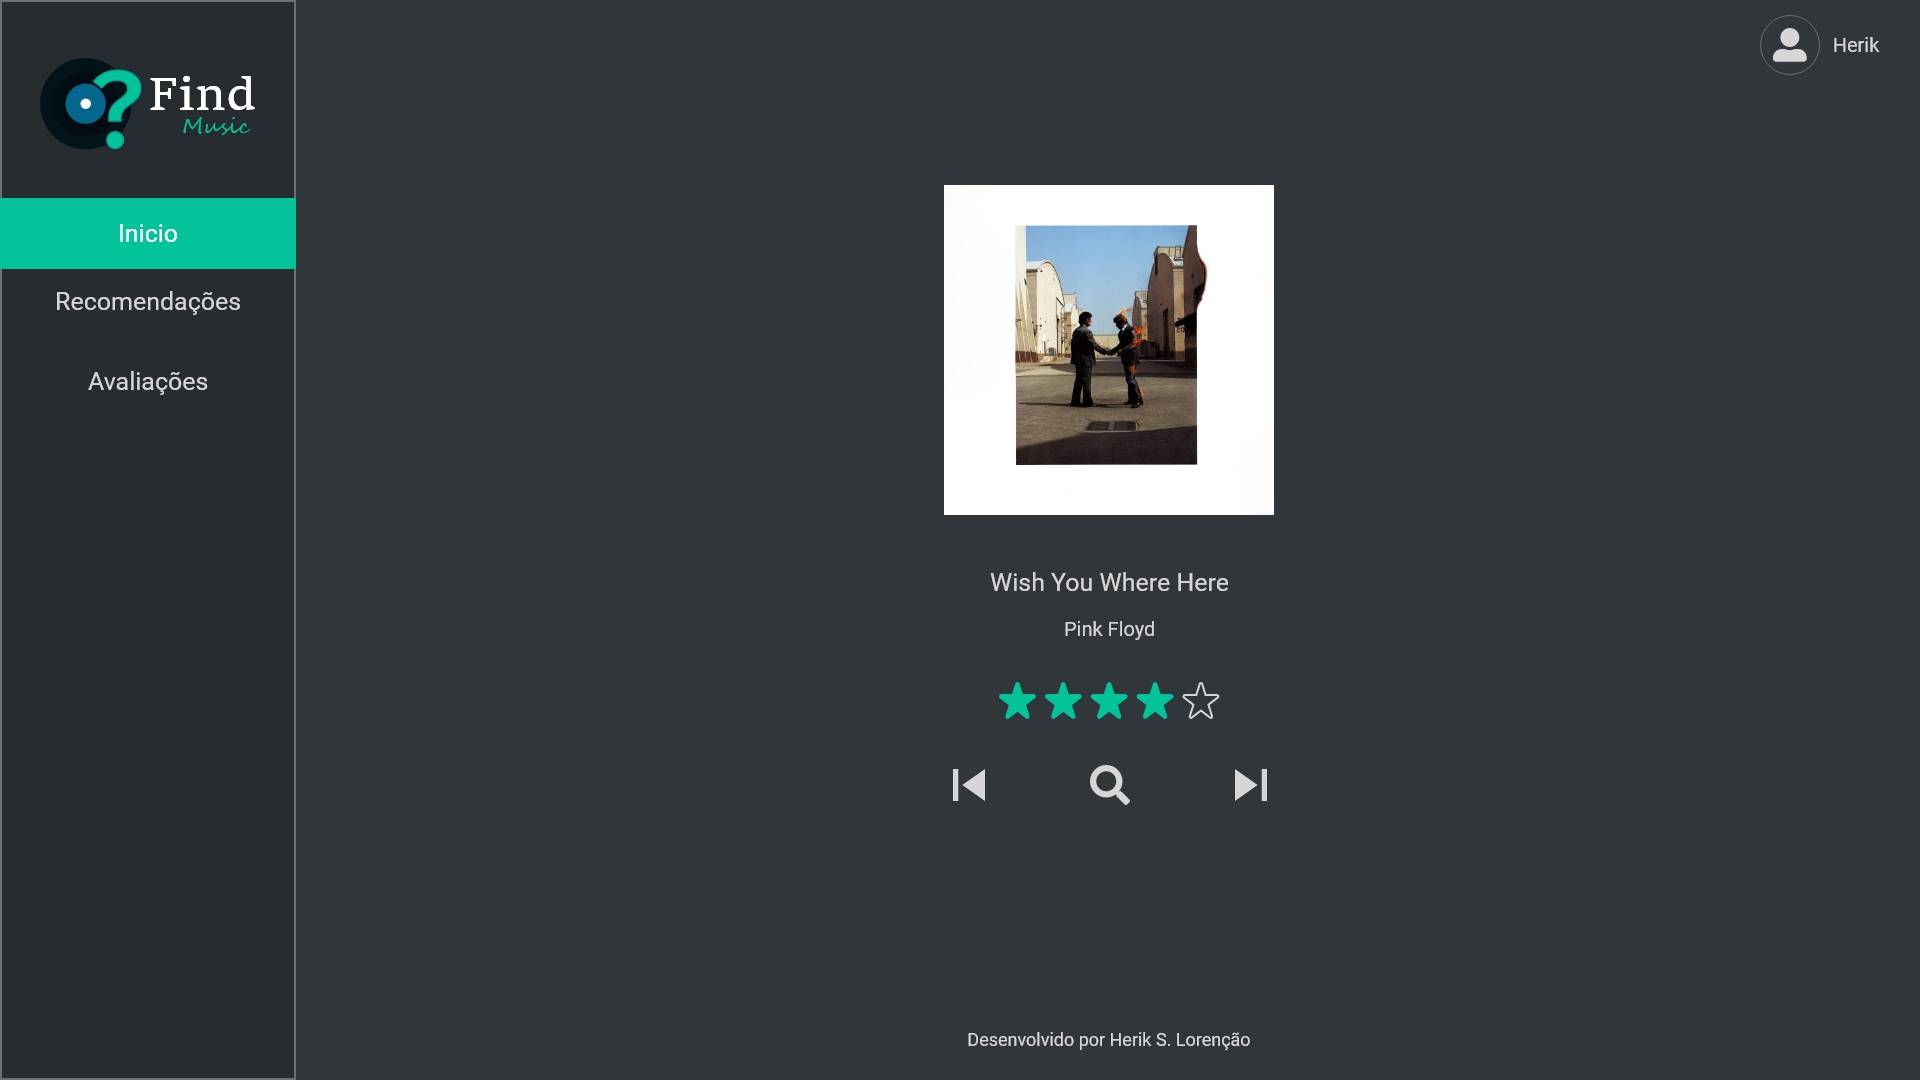 Find
Music
Herik
Inicio
Recomendações
Avaliações
Wish You Where Here
Pink Floyd
Desenvolvido por Herik S. Lorenção